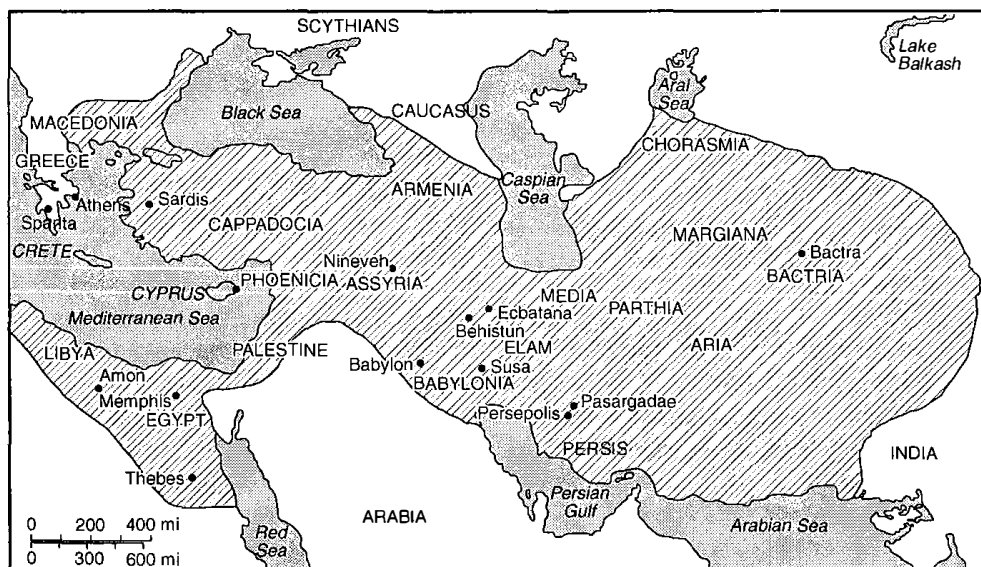 SCYTHIANS
Lake
Balkash
Aral
Sea
Black Sea
CAUCASUS
MACEDONIA
CHORASMIA
GREECE
ARMENIA
Caspian
Sea
Athens
Sardis
Sparta
CAPPADOCIA
MARGIANA
CRETE
Bactra
Nineveh
BACTRIA
PHOENICIA
ASSYRIA
CYPRUS
MEDIA
PARTHIA
Ecbatana
Mediterranean Sea
Behistun
ELAM
ARIA
LIBYA
PALESTINE
Babylon
Susa
Amon
BABYLONIA
Memphis
Pasargadae
EGYPT
Persepolis
PERSIS
INDIA
Thebes
Persian
Gulf
ARABIA
Arabian Sea
Red
Sea
0 200 400 mi
0 300 600 mi